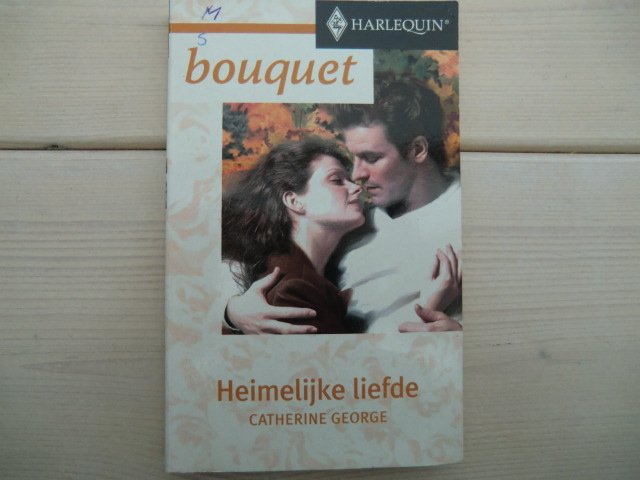 M
S
HARLEQUIN®
bouquet
Heimelijke liefde
CATHERINE GEORGE